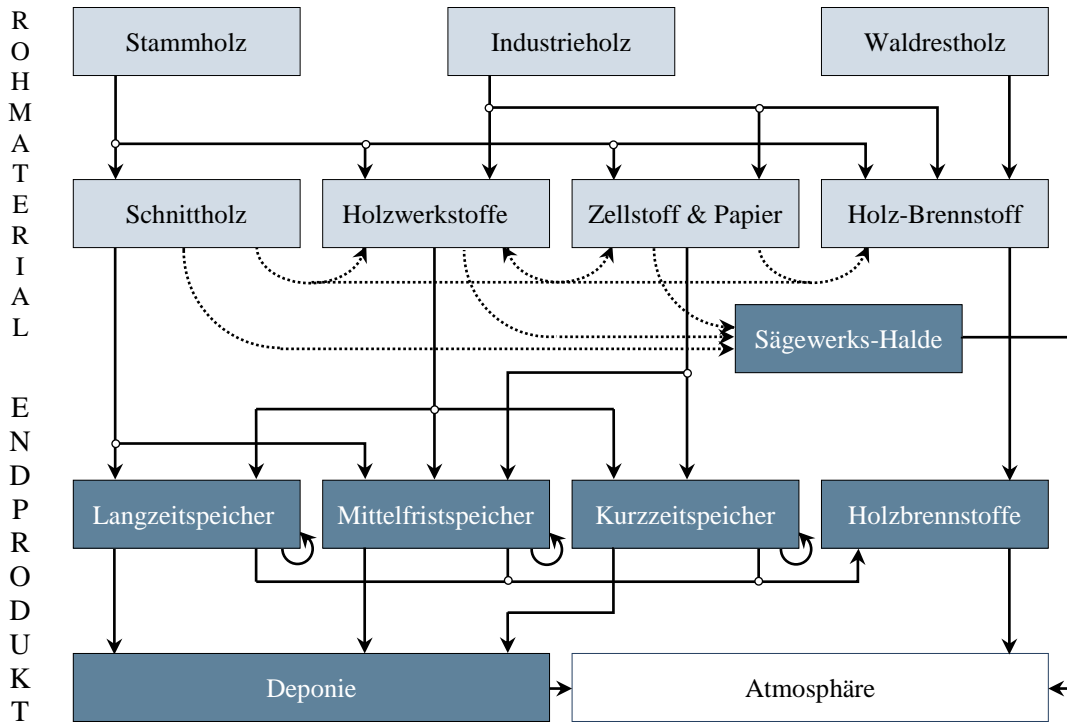 ROHMATERIAL
Stammholz
Industrieholz
Waldrestholz
Schnittholz
Holzwerkstoffe
Zellstoff & Papier
Holz-Brennstoff
Sägewerks-Halde
ENDPRODUKT
Langzeitspeicher
Mittelfristspeicher
Kurzzeitspeicher
Holzbrennstoffe
Deponie
Atmosphäre